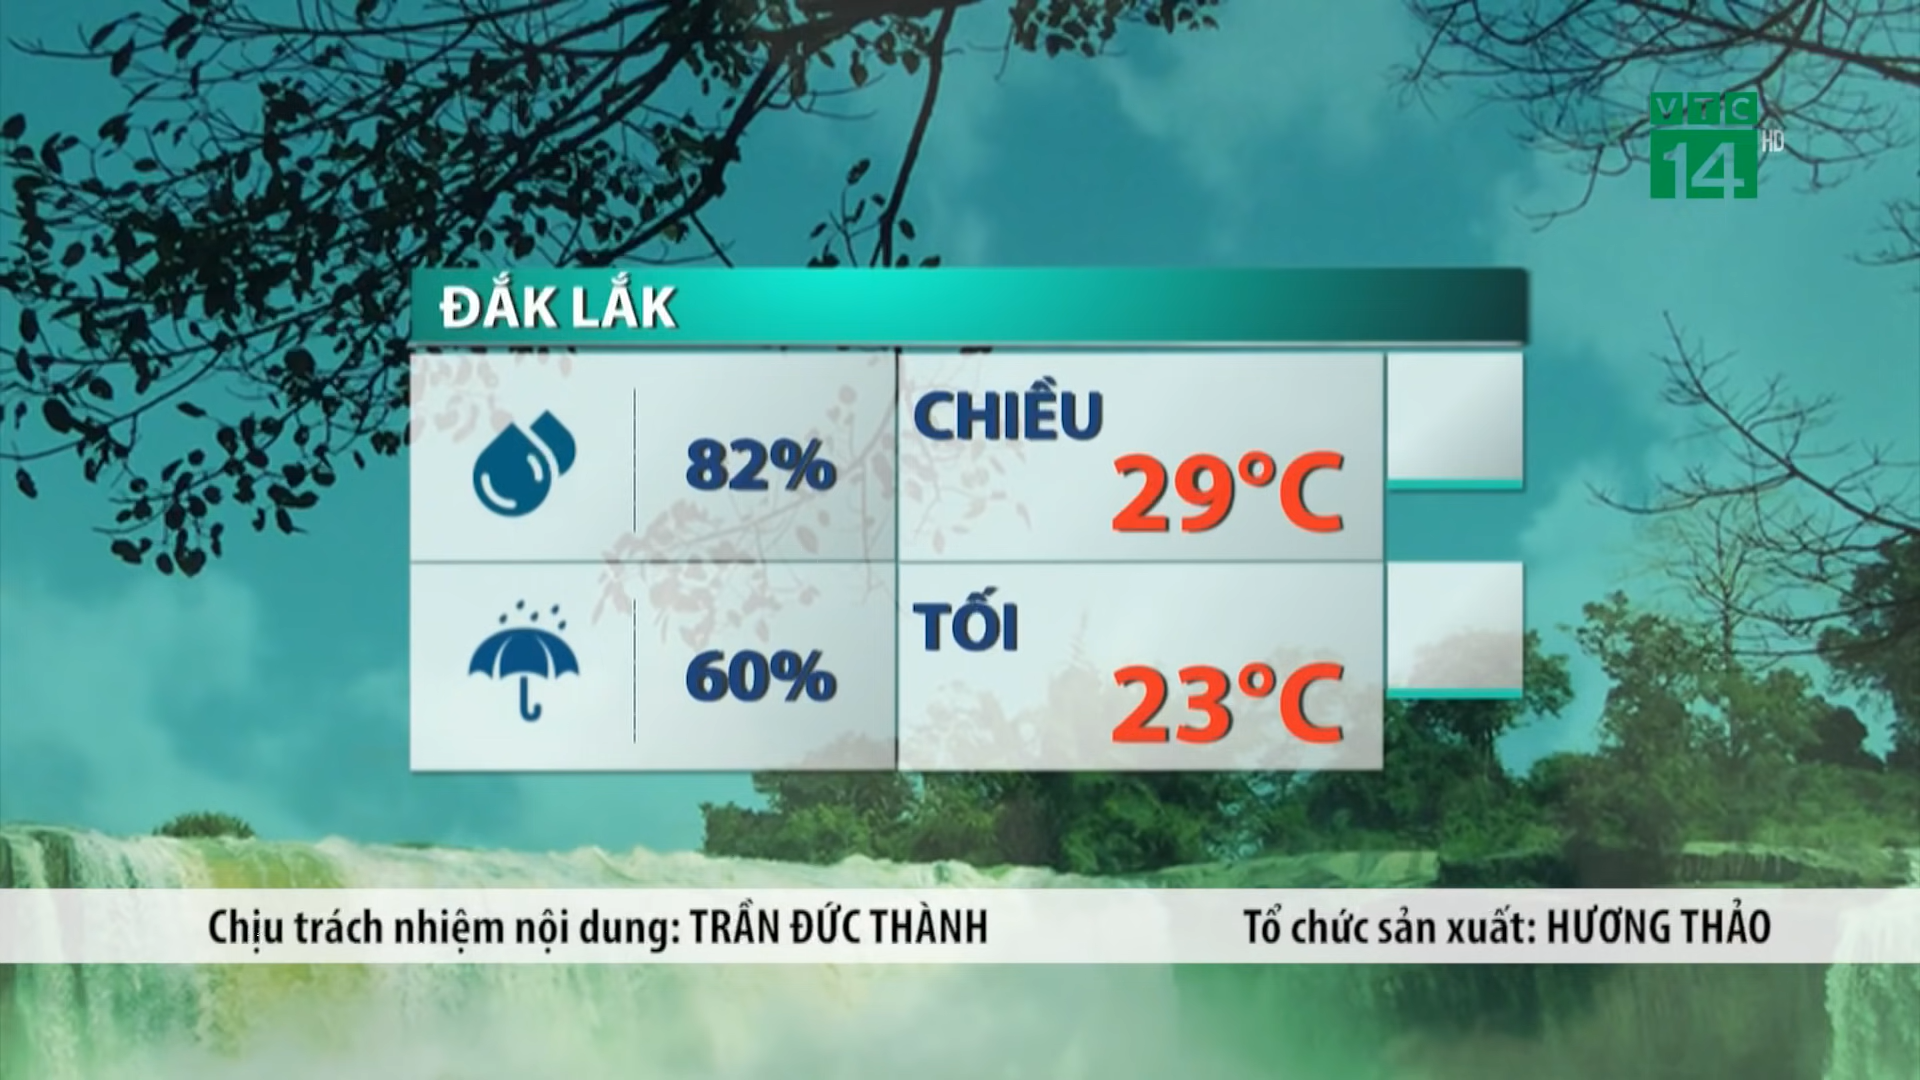 VTC
14 HD
ĐẮK LẮK
82%
CHIỀU
29°C
60%
TỐI
23°C
Chịu trách nhiệm nội dung: TRẦN ĐỨC THÀNH
Tổ chức sản xuất: HƯƠNG THẢO